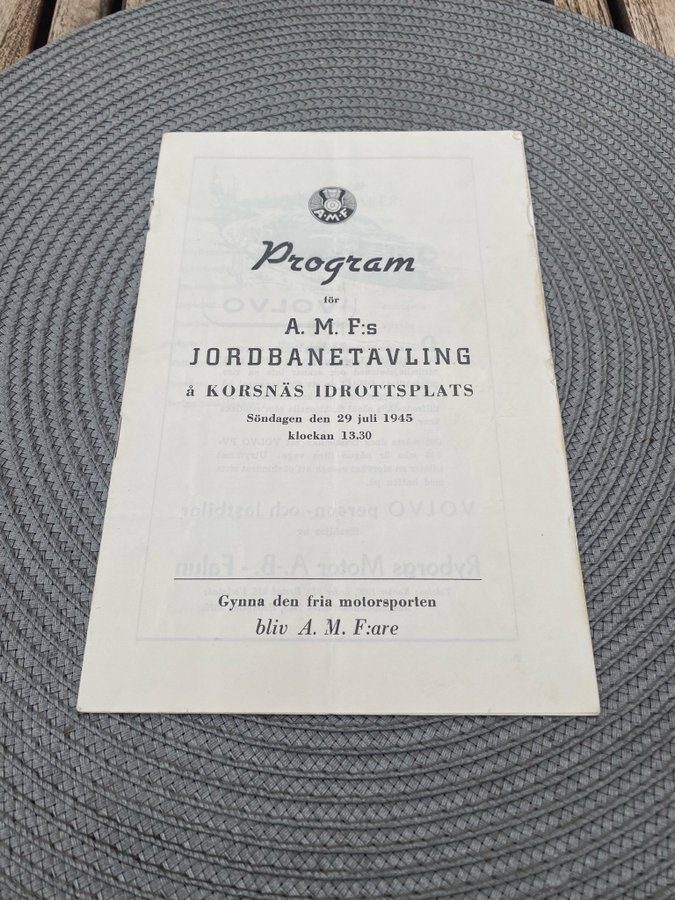 A·M·F
Program
för
A. M. F:s
JORDBANETÄVLING
å KORSNÄS IDROTTSPLATS
Söndagen den 29 juli 1945
klockan 13.30
VOLVO
VOLVO person- och lastbilar
Ryborgs Motor A.-B. - Falun
Gynna den fria motorsporten
bliv A. M. F:are